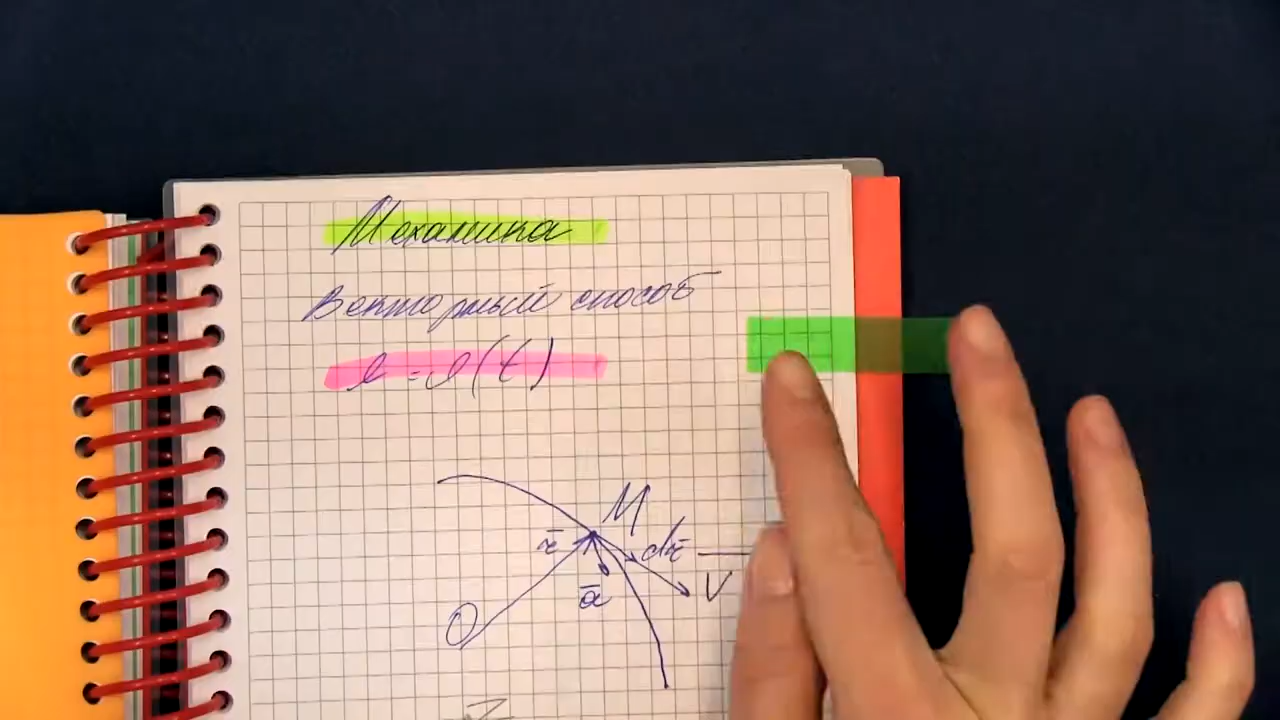 Механика
Векторный способ
l = l(t)
M
r̄
dr̄
V
ā
O